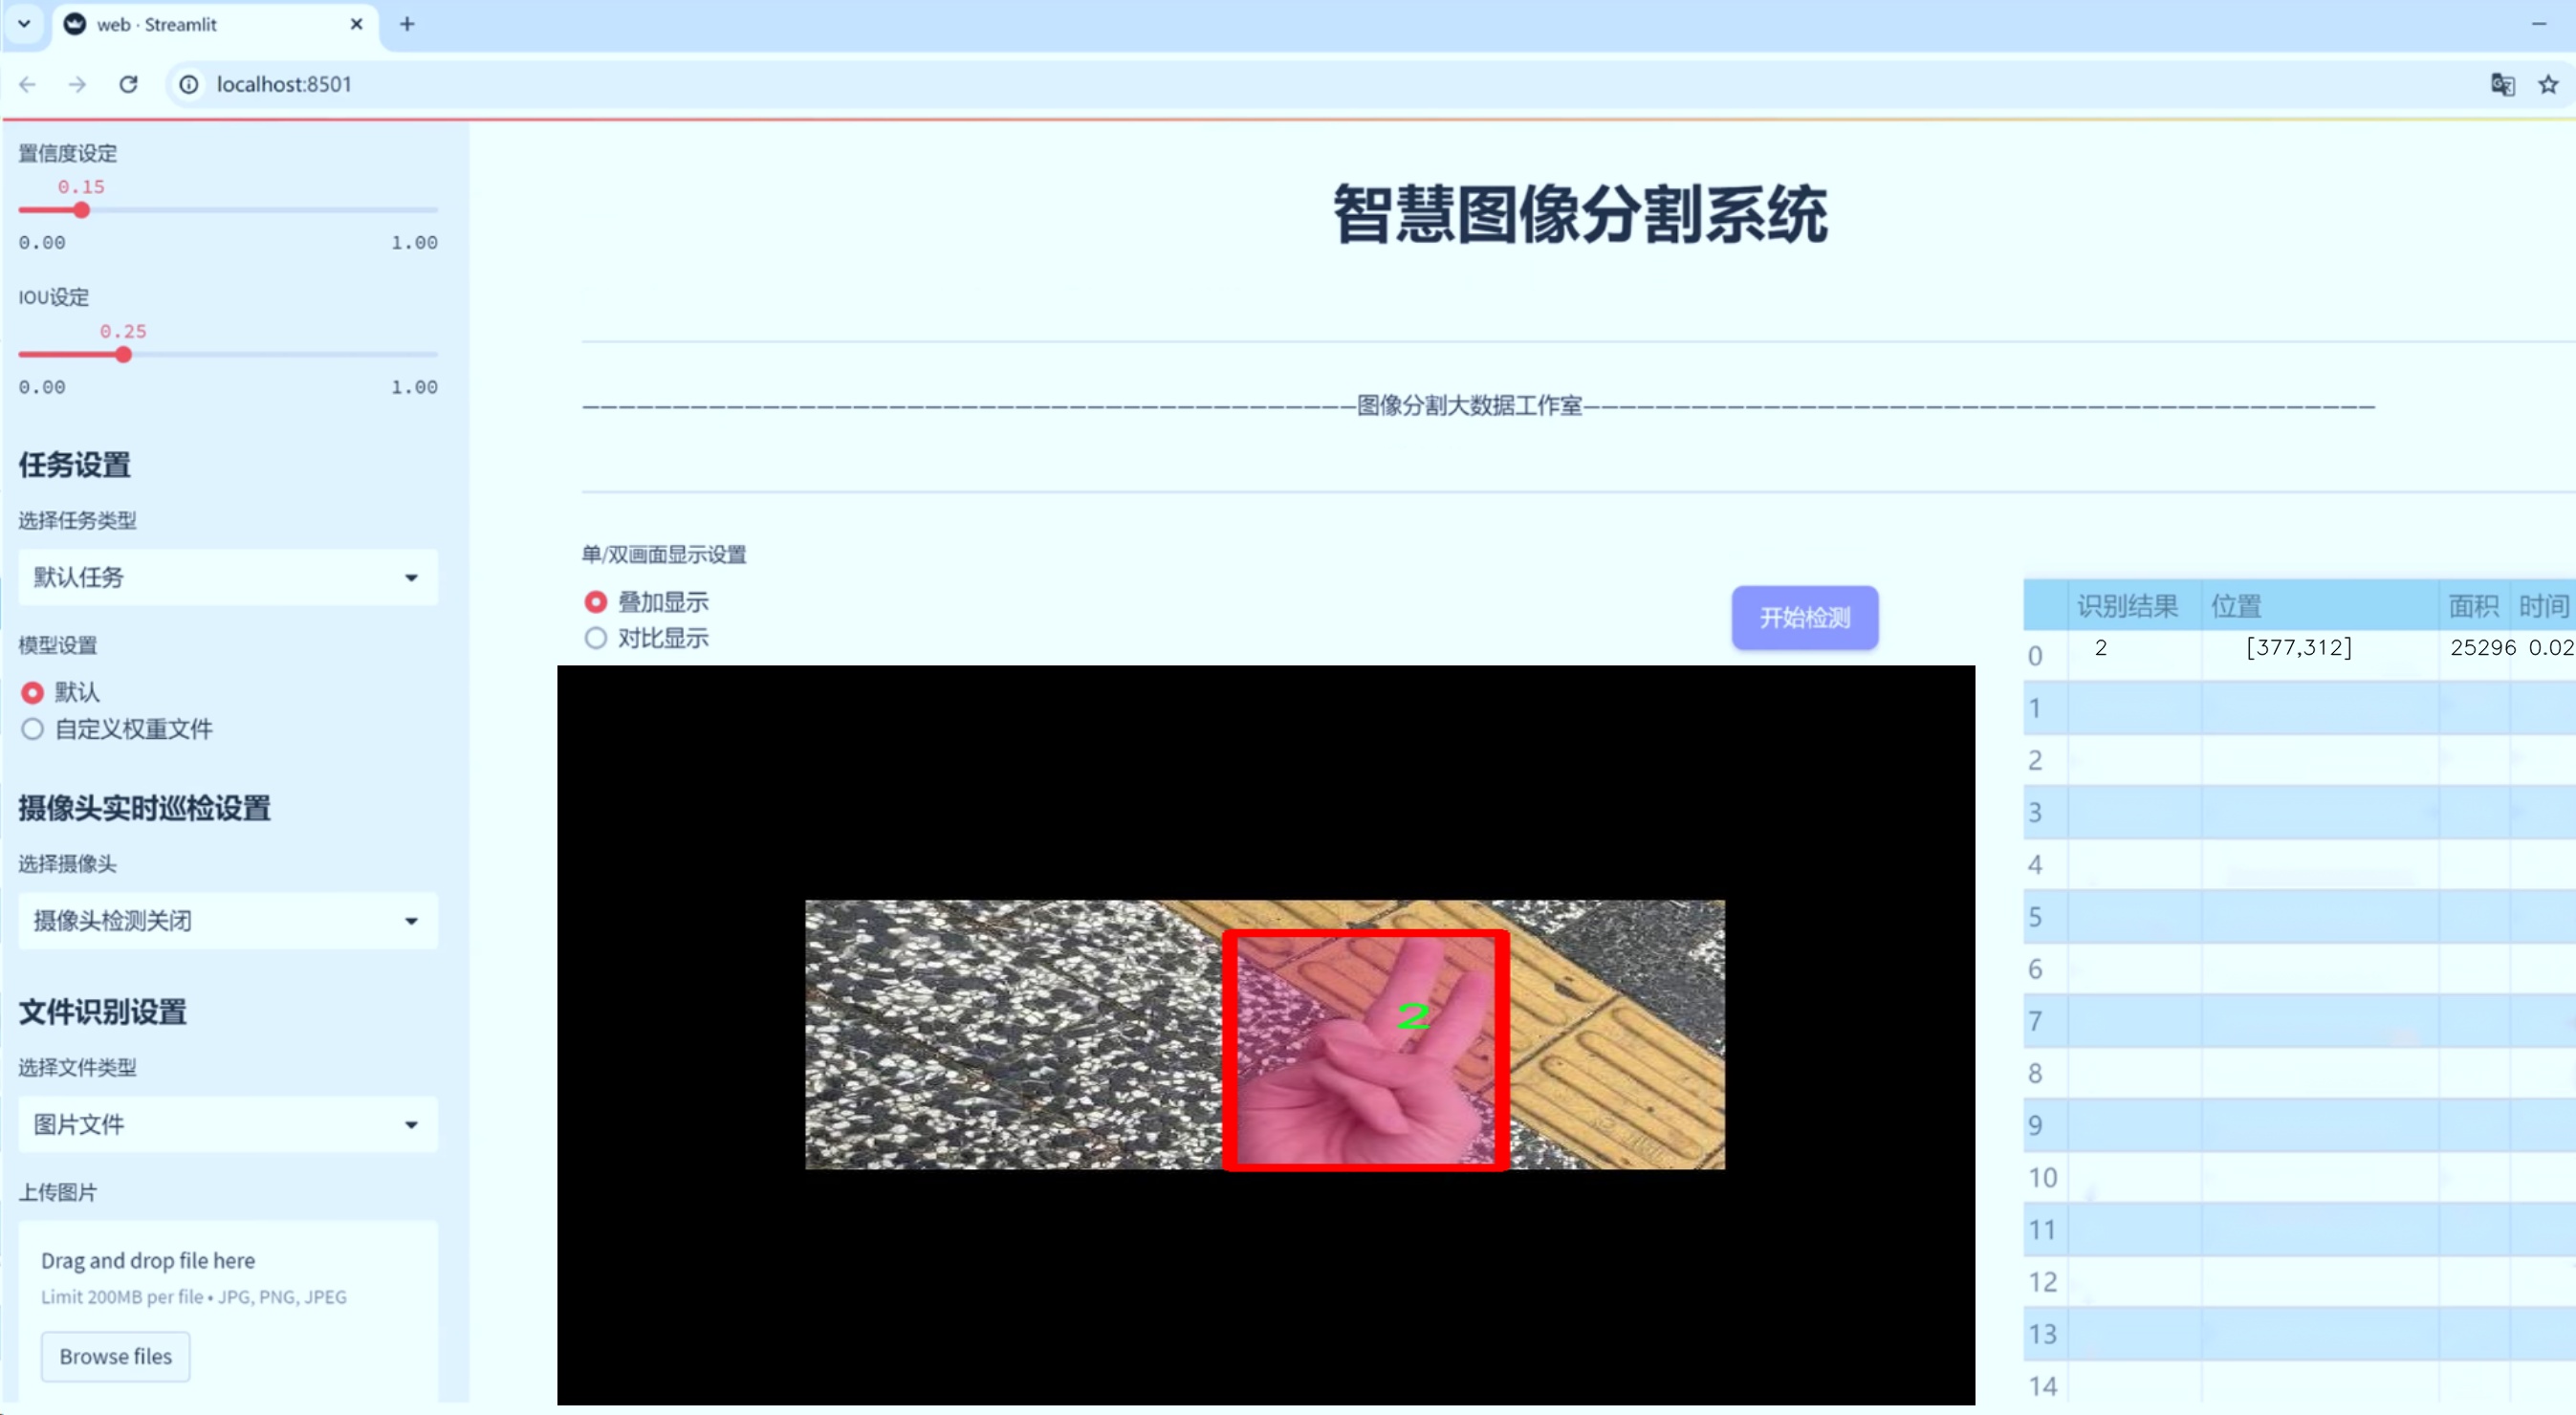 web · Streamlit
localhost:8501
置信度设定
0.15
0.00 1.00
IOU设定
0.25
0.00 1.00
任务设置
选择任务类型
默认任务
模型设置
默认
自定义权重文件
摄像头实时巡检设置
选择摄像头
摄像头检测关闭
文件识别设置
选择文件类型
图片文件
上传图片
Drag and drop file here
Limit 200MB per file • JPG, PNG, JPEG
Browse files
智慧图像分割系统
———————————————————————————————————————————图像分割大数据工作室————————————————————————————————————————————
单/双画面显示设置
叠加显示
对比显示
开始检测
2
识别结果 位置 面积 时间
0 2 [377,312] 25296 0.02
1
2
3
4
5
6
7
8
9
10
11
12
13
14